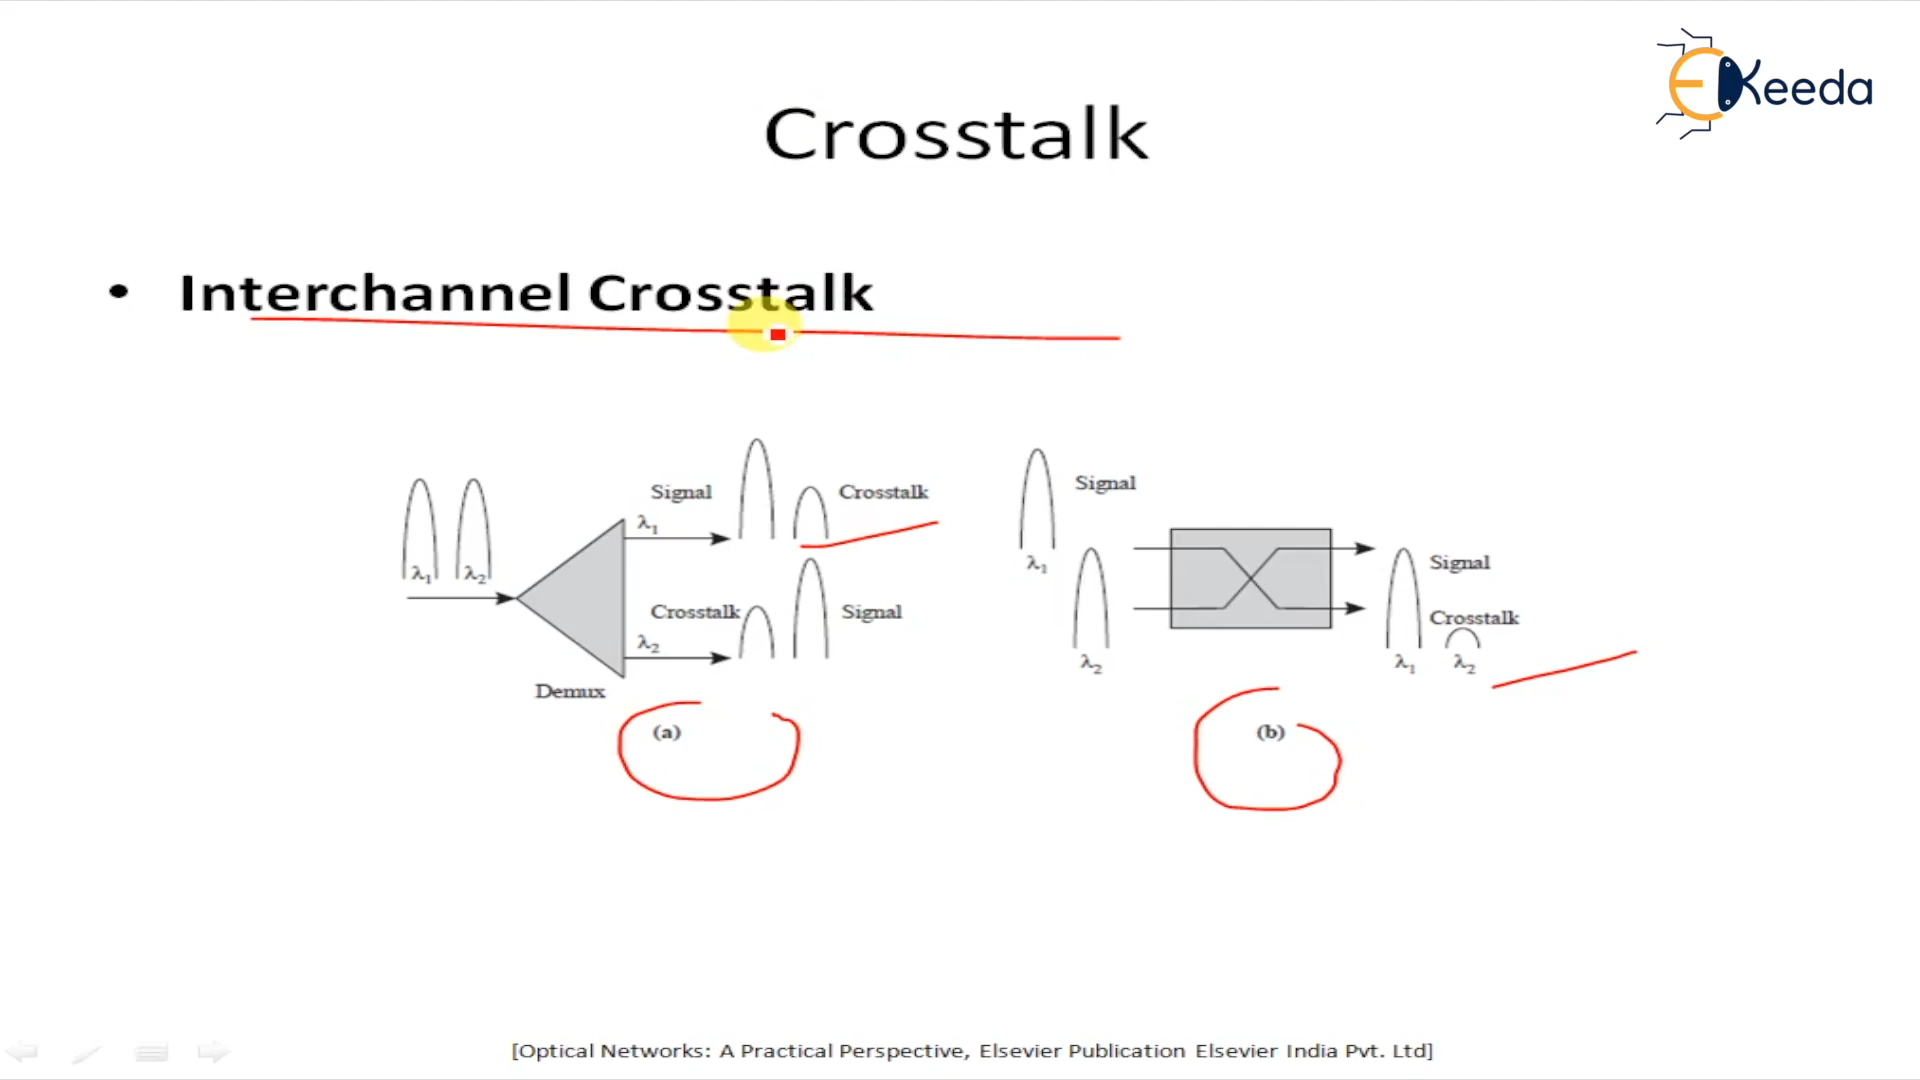 EKeeda
Crosstalk
• Interchannel Crosstalk
λ1 λ2
Signal
λ1
Crosstalk
Crosstalk
λ2
Signal
Demux
(a)
Signal
λ1
λ2
Signal
Crosstalk
λ1 λ2
(b)
[Optical Networks: A Practical Perspective, Elsevier Publication Elsevier India Pvt. Ltd]